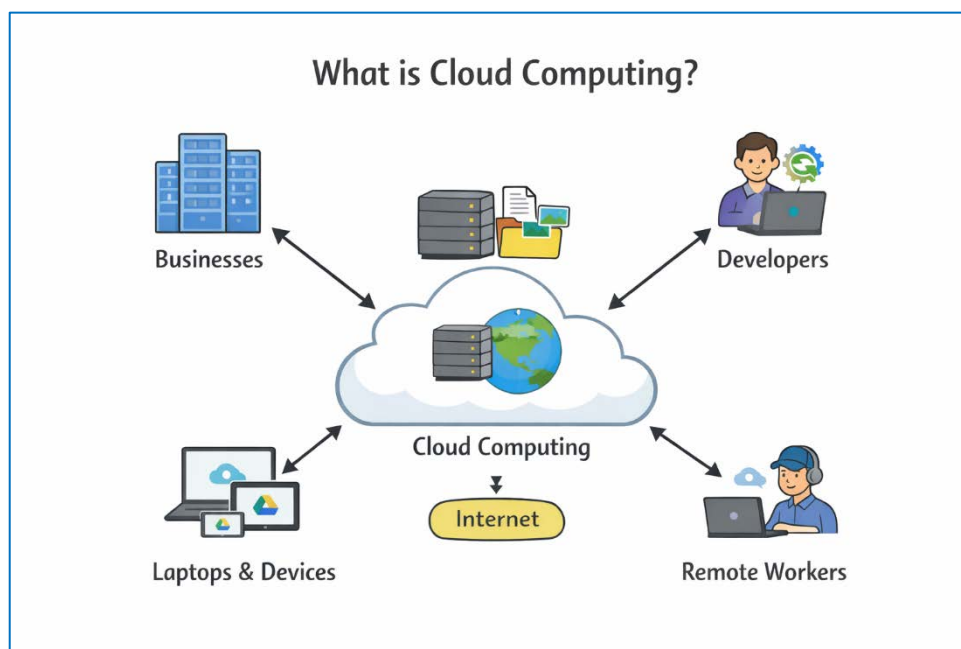 What is Cloud Computing?
Businesses
Developers
Cloud Computing
Internet
Laptops & Devices
Remote Workers